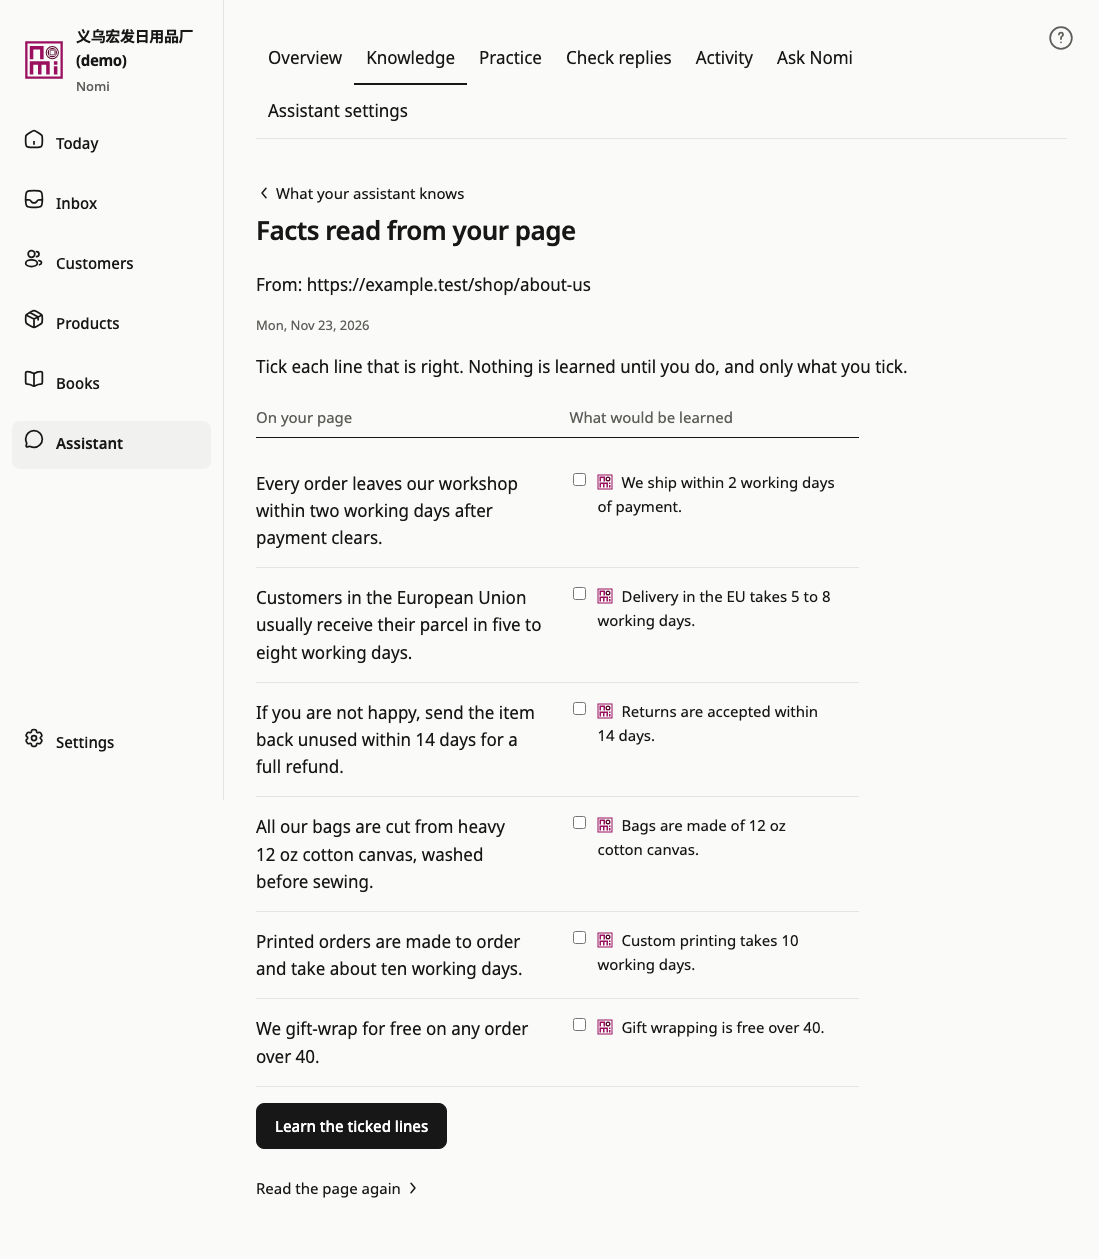 义乌宏发日用品厂
(demo)
Nomi
Today
Inbox
Customers
Products
Books
Assistant
Settings
Overview
Knowledge
Practice
Check replies
Activity
Ask Nomi
Assistant settings
What your assistant knows
Facts read from your page
From: https://example.test/shop/about-us
Mon, Nov 23, 2026
Tick each line that is right. Nothing is learned until you do, and only what you tick.
On your page
What would be learned
Every order leaves our workshop
within two working days after
payment clears.
We ship within 2 working days
of payment.
Customers in the European Union
usually receive their parcel in five to
eight working days.
Delivery in the EU takes 5 to 8
working days.
If you are not happy, send the item
back unused within 14 days for a
full refund.
Returns are accepted within
14 days.
All our bags are cut from heavy
12 oz cotton canvas, washed
before sewing.
Bags are made of 12 oz
cotton canvas.
Printed orders are made to order
and take about ten working days.
Custom printing takes 10
working days.
We gift-wrap for free on any order
over 40.
Gift wrapping is free over 40.
Learn the ticked lines
Read the page again